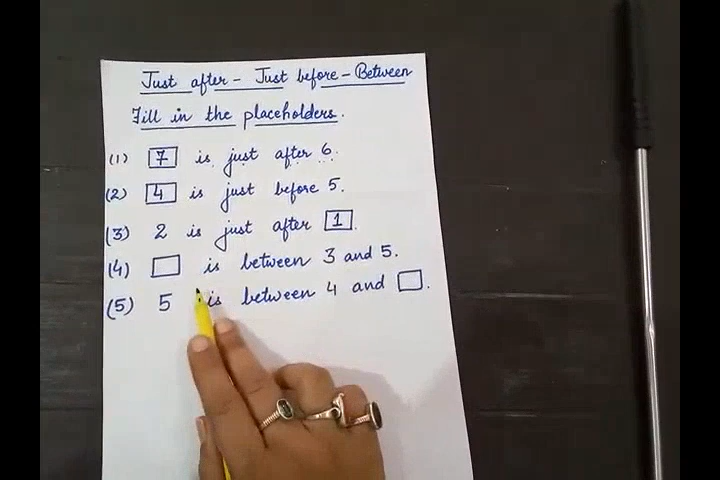 Just after - Just before - Between
Fill in the placeholders.
(1) 7 is just after 6.
(2) 4 is just before 5.
(3) 2 is just after 1.
(4) is between 3 and 5.
(5) 5 is between 4 and .